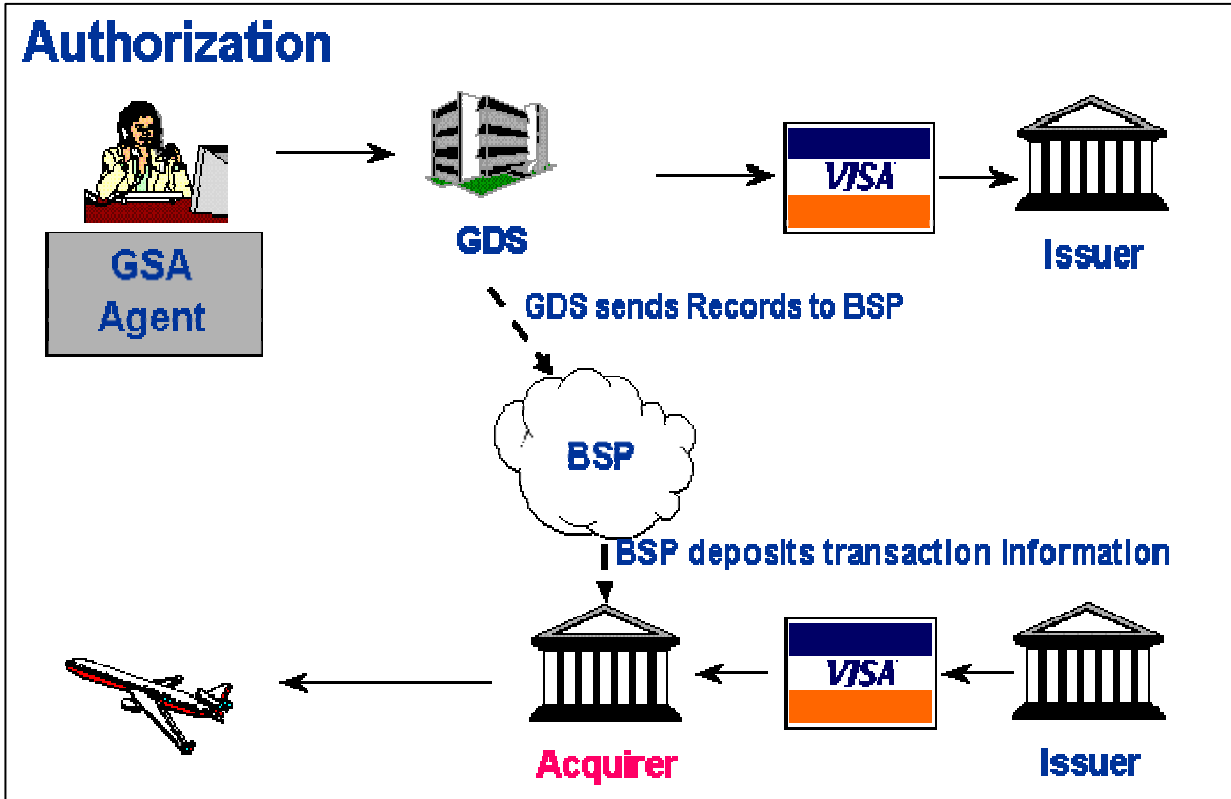 Authorization
GSA
Agent
GDS
VISA
Issuer
GDS sends Records to BSP
BSP
BSP deposits transaction information
VISA
Acquirer
Issuer